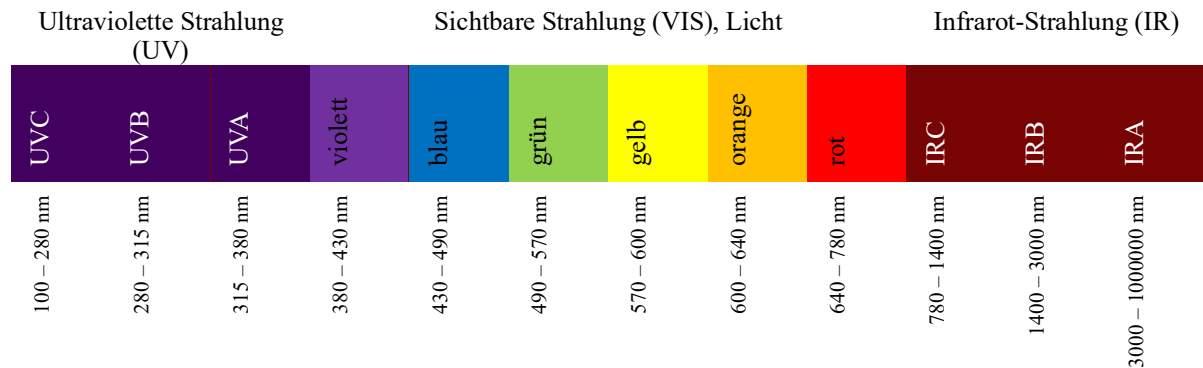 Ultraviolette Strahlung
(UV)
Sichtbare Strahlung (VIS), Licht
Infrarot-Strahlung (IR)
UVC
UVB
UVA
violett
blau
grün
gelb
orange
rot
IRC
IRB
IRA
100 – 280 nm
280 – 315 nm
315 – 380 nm
380 – 430 nm
430 – 490 nm
490 – 570 nm
570 – 600 nm
600 – 640 nm
640 – 780 nm
780 – 1400 nm
1400 – 3000 nm
3000 – 1000000 nm